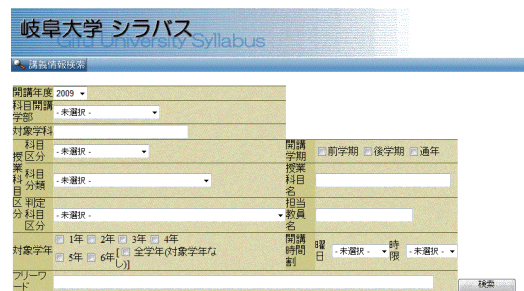 岐阜大学 シラバス
Gifu University Syllabus
講義情報検索
開講年度 2009
科目開講学部 - 未選択 -
対象学科
授業科目区分
科目区分 - 未選択 -
開講学期 前学期 後学期 通年
科目分類 - 未選択 -
授業科目名
判定科目区分 - 未選択 -
担当教員名
対象学年 1年 2年 3年 4年
5年 6年[ 全学年(対象学年なし)]
開講時間割 曜日 - 未選択 - 時限 - 未選択 -
フリーワード
検索